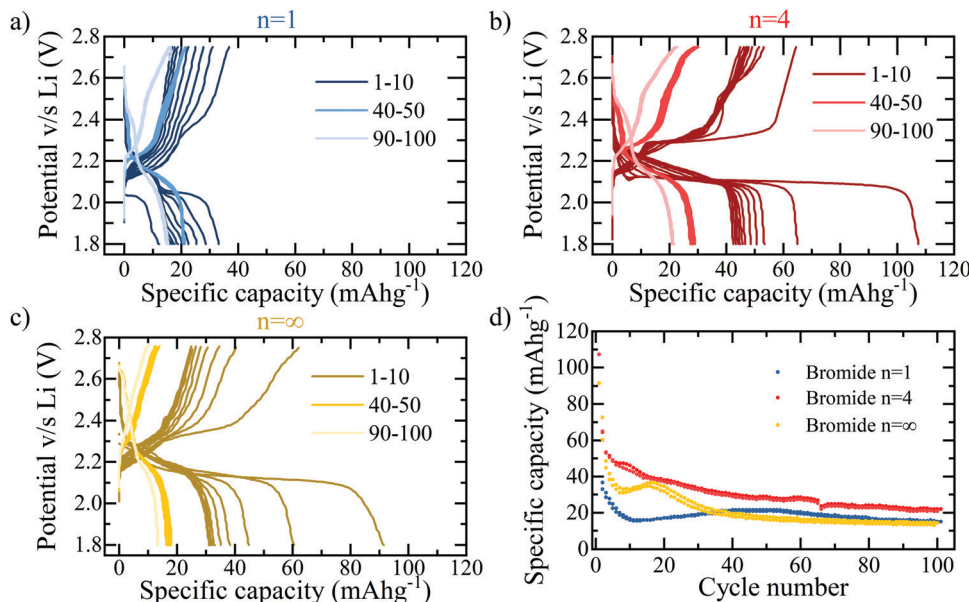 a)
n=1
Potential v/s Li (V)
2.8
2.6
2.4
2.2
2.0
1.8
1-10
40-50
90-100
0 20 40 60 80 100 120
Specific capacity (mAhg⁻¹)
b)
n=4
Potential v/s Li (V)
2.8
2.6
2.4
2.2
2.0
1.8
1-10
40-50
90-100
0 20 40 60 80 100 120
Specific capacity (mAhg⁻¹)
c)
n=∞
Potential v/s Li (V)
2.8
2.6
2.4
2.2
2.0
1.8
1-10
40-50
90-100
0 20 40 60 80 100 120
Specific capacity (mAhg⁻¹)
d)
Specific capacity (mAhg⁻¹)
120
100
80
60
40
20
0
Bromide n=1
Bromide n=4
Bromide n=∞
0 20 40 60 80 100
Cycle number